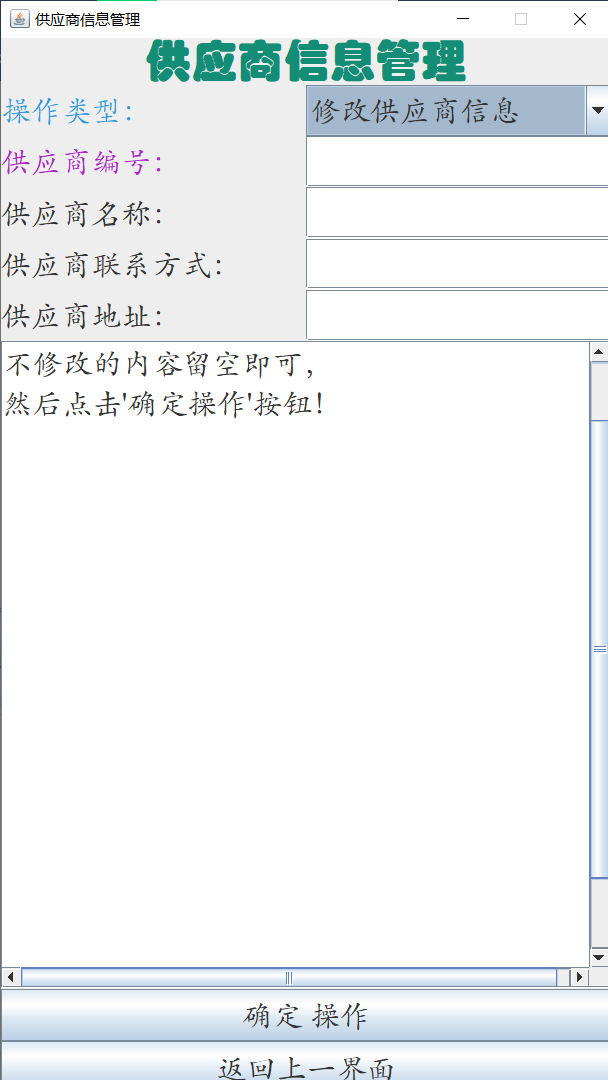 供应商信息管理
供应商信息管理
操作类型:
修改供应商信息
供应商编号:
供应商名称:
供应商联系方式:
供应商地址:
不修改的内容留空即可,
然后点击'确定操作'按钮!
确定 操作
返回上一界面